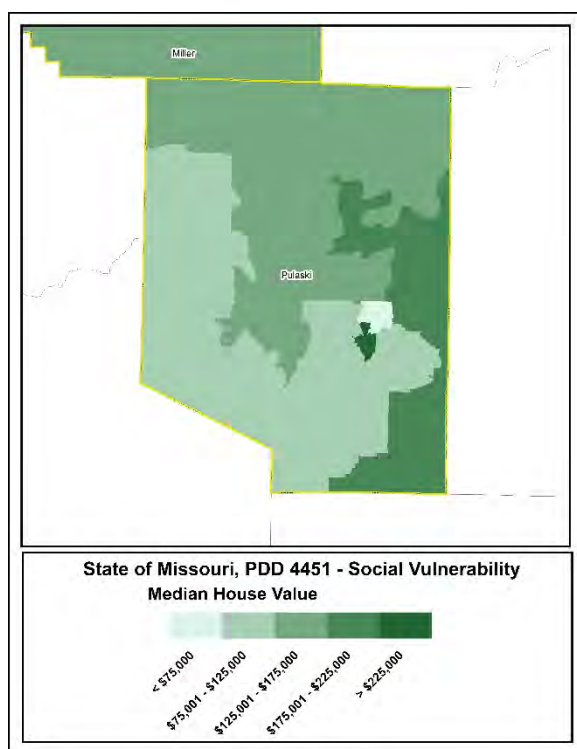 Miller
Pulaski
State of Missouri, PDD 4451 - Social Vulnerability
Median House Value
< $75,000
$75,001 - $125,000
$125,001 - $175,000
$175,001 - $225,000
> $225,000